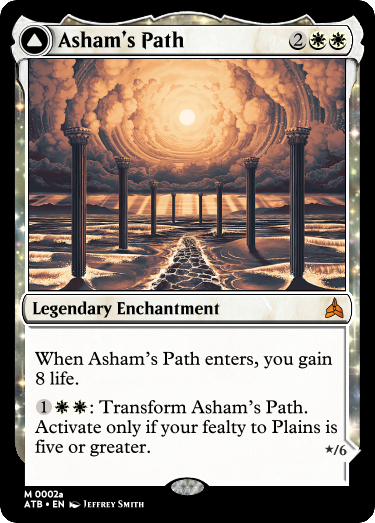 Asham's Path 2
Legendary Enchantment
When Asham's Path enters, you gain
8 life.
1 : Transform Asham's Path.
Activate only if your fealty to Plains is
five or greater.
★/6
M 0002a
ATB • EN Jeffrey Smith